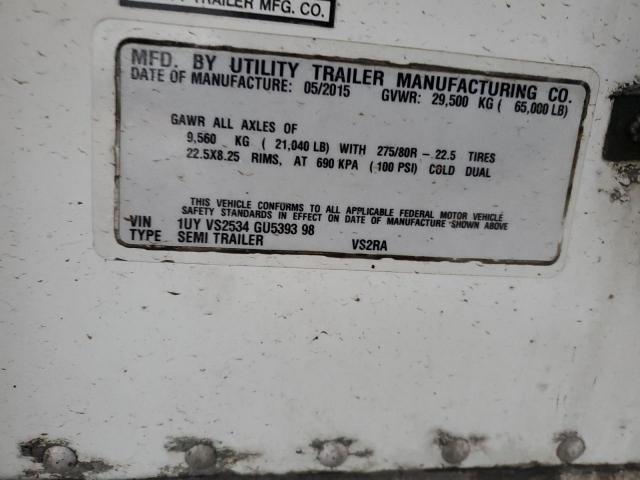 TRAILER MFG. CO.
MFD. BY UTILITY TRAILER MANUFACTURING CO.
DATE OF MANUFACTURE: 05/2015 GVWR: 29,500 KG ( 65,000 LB)
GAWR ALL AXLES OF
9,560 KG ( 21,040 LB) WITH 275/80R - 22.5 TIRES
22.5X8.25 RIMS, AT 690 KPA ( 100 PSI) COLD DUAL
THIS VEHICLE CONFORMS TO ALL APPLICABLE FEDERAL MOTOR VEHICLE
SAFETY STANDARDS IN EFFECT ON DATE OF MANUFACTURE SHOWN ABOVE
VIN 1UY VS2534 GU5393 98
TYPE SEMI TRAILER VS2RA